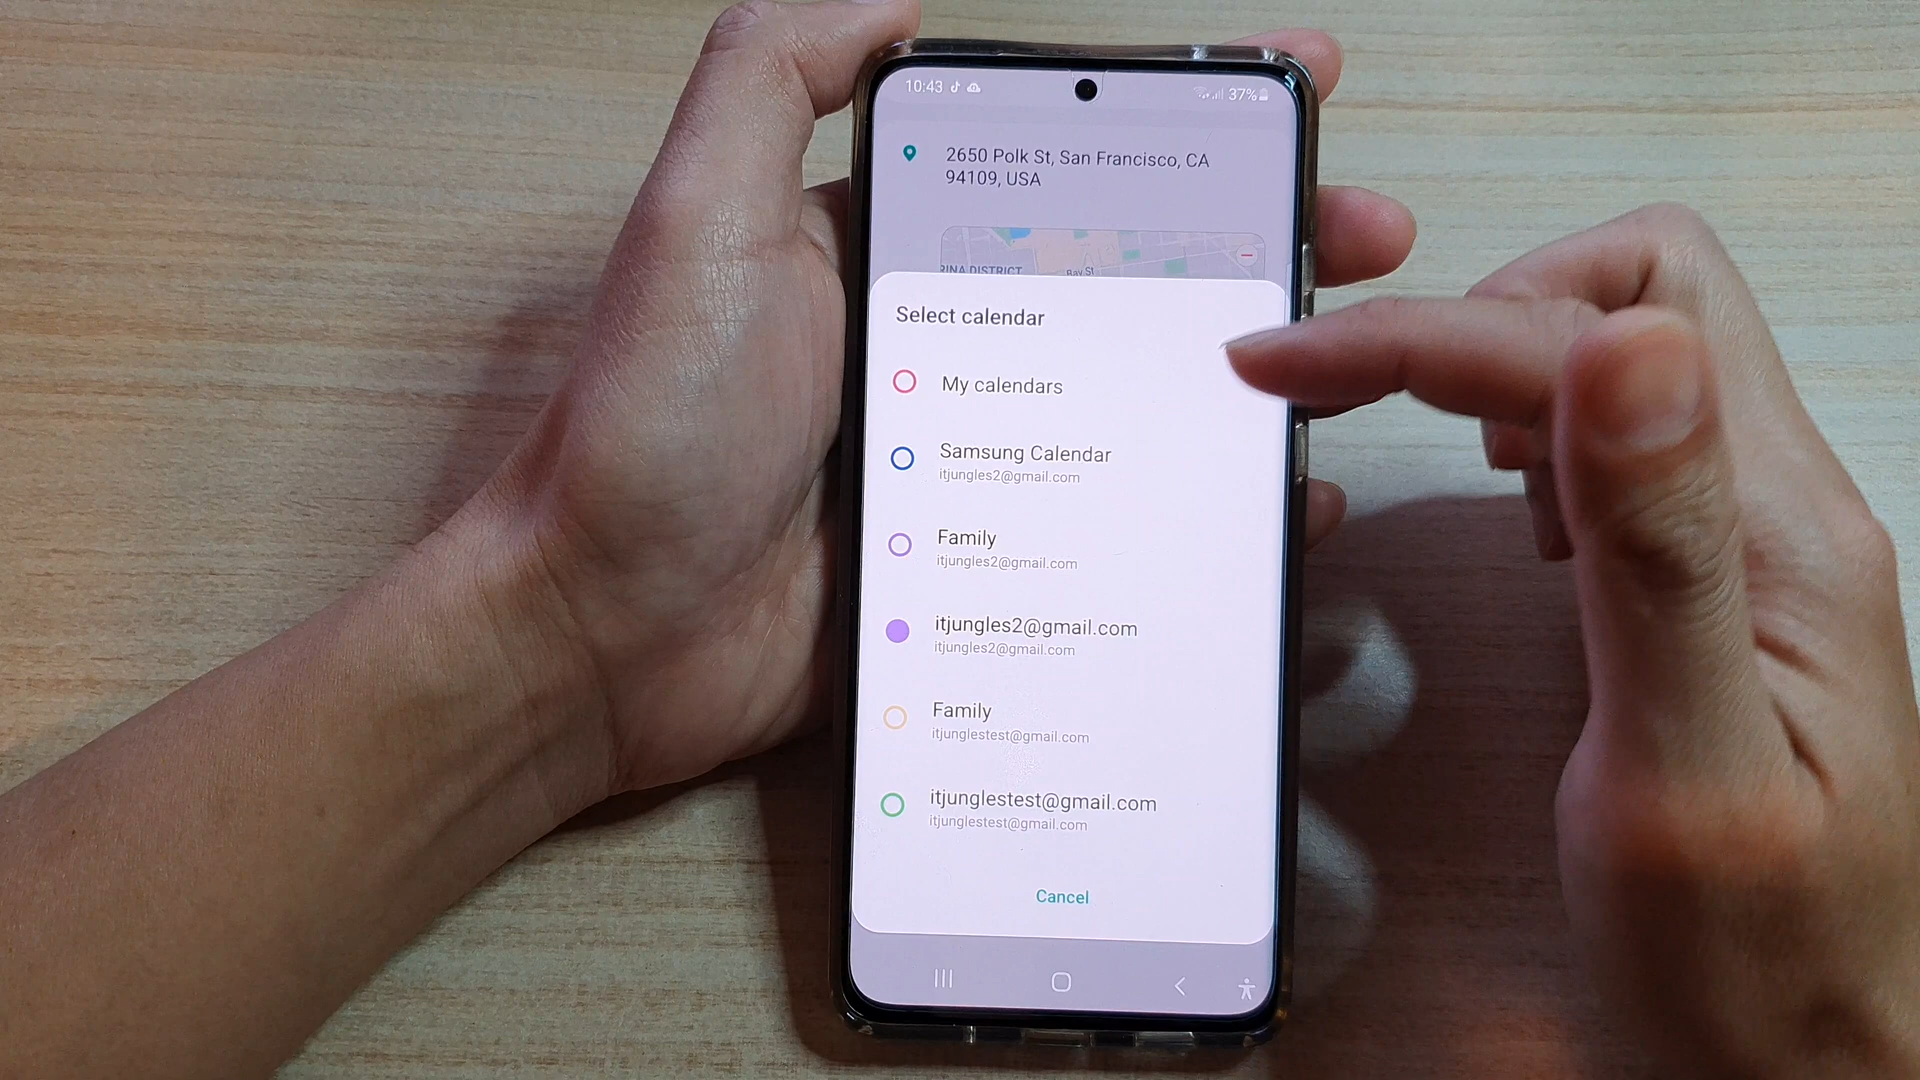 10:43
37%
2650 Polk St, San Francisco, CA
94109, USA
RINA DISTRICT
Bay St
Select calendar
My calendars
Samsung Calendar
itjungles2@gmail.com
Family
itjungles2@gmail.com
itjungles2@gmail.com
itjungles2@gmail.com
Family
itjunglestest@gmail.com
itjunglestest@gmail.com
itjunglestest@gmail.com
Cancel